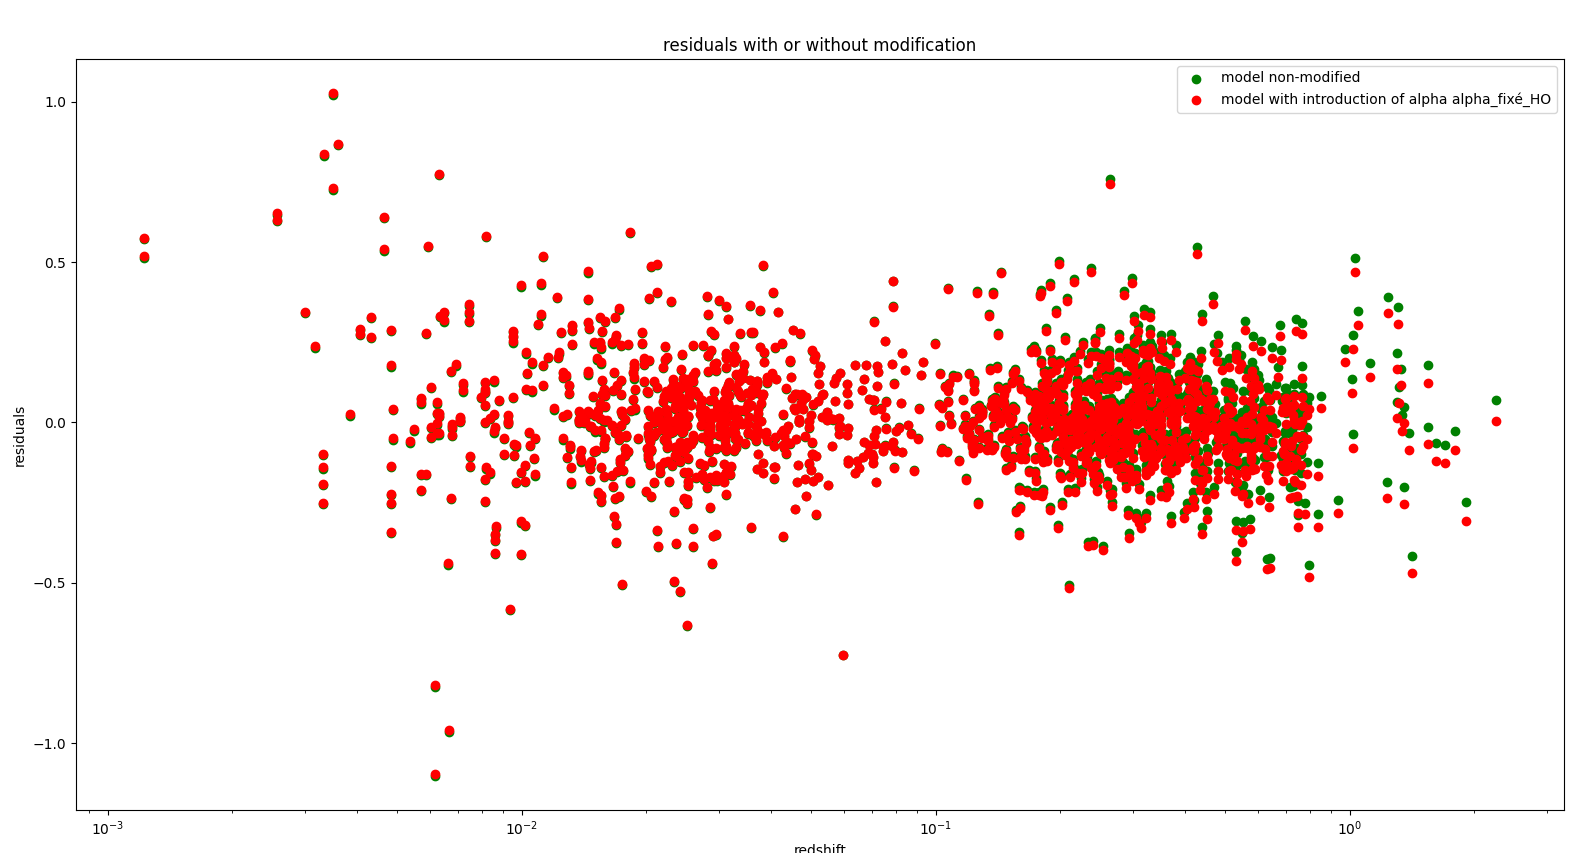 residuals with or without modification
model non-modified
model with introduction of alpha alpha_fixé_HO
1.0
0.5
0.0
−0.5
−1.0
residuals
10⁻³
10⁻²
10⁻¹
10⁰
redshift